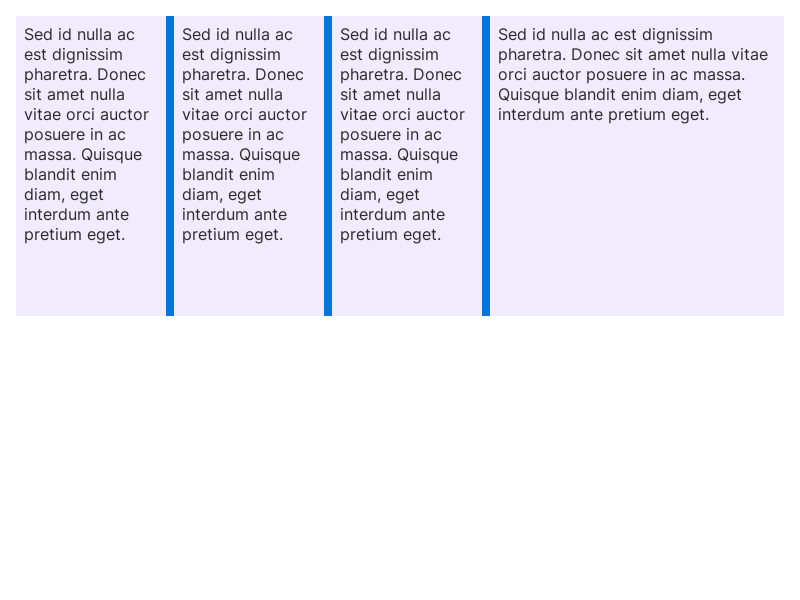 Sed id nulla ac
est dignissim
pharetra. Donec
sit amet nulla
vitae orci auctor
posuere in ac
massa. Quisque
blandit enim
diam, eget
interdum ante
pretium eget.
Sed id nulla ac
est dignissim
pharetra. Donec
sit amet nulla
vitae orci auctor
posuere in ac
massa. Quisque
blandit enim
diam, eget
interdum ante
pretium eget.
Sed id nulla ac
est dignissim
pharetra. Donec
sit amet nulla
vitae orci auctor
posuere in ac
massa. Quisque
blandit enim
diam, eget
interdum ante
pretium eget.
Sed id nulla ac est dignissim
pharetra. Donec sit amet nulla vitae
orci auctor posuere in ac massa.
Quisque blandit enim diam, eget
interdum ante pretium eget.